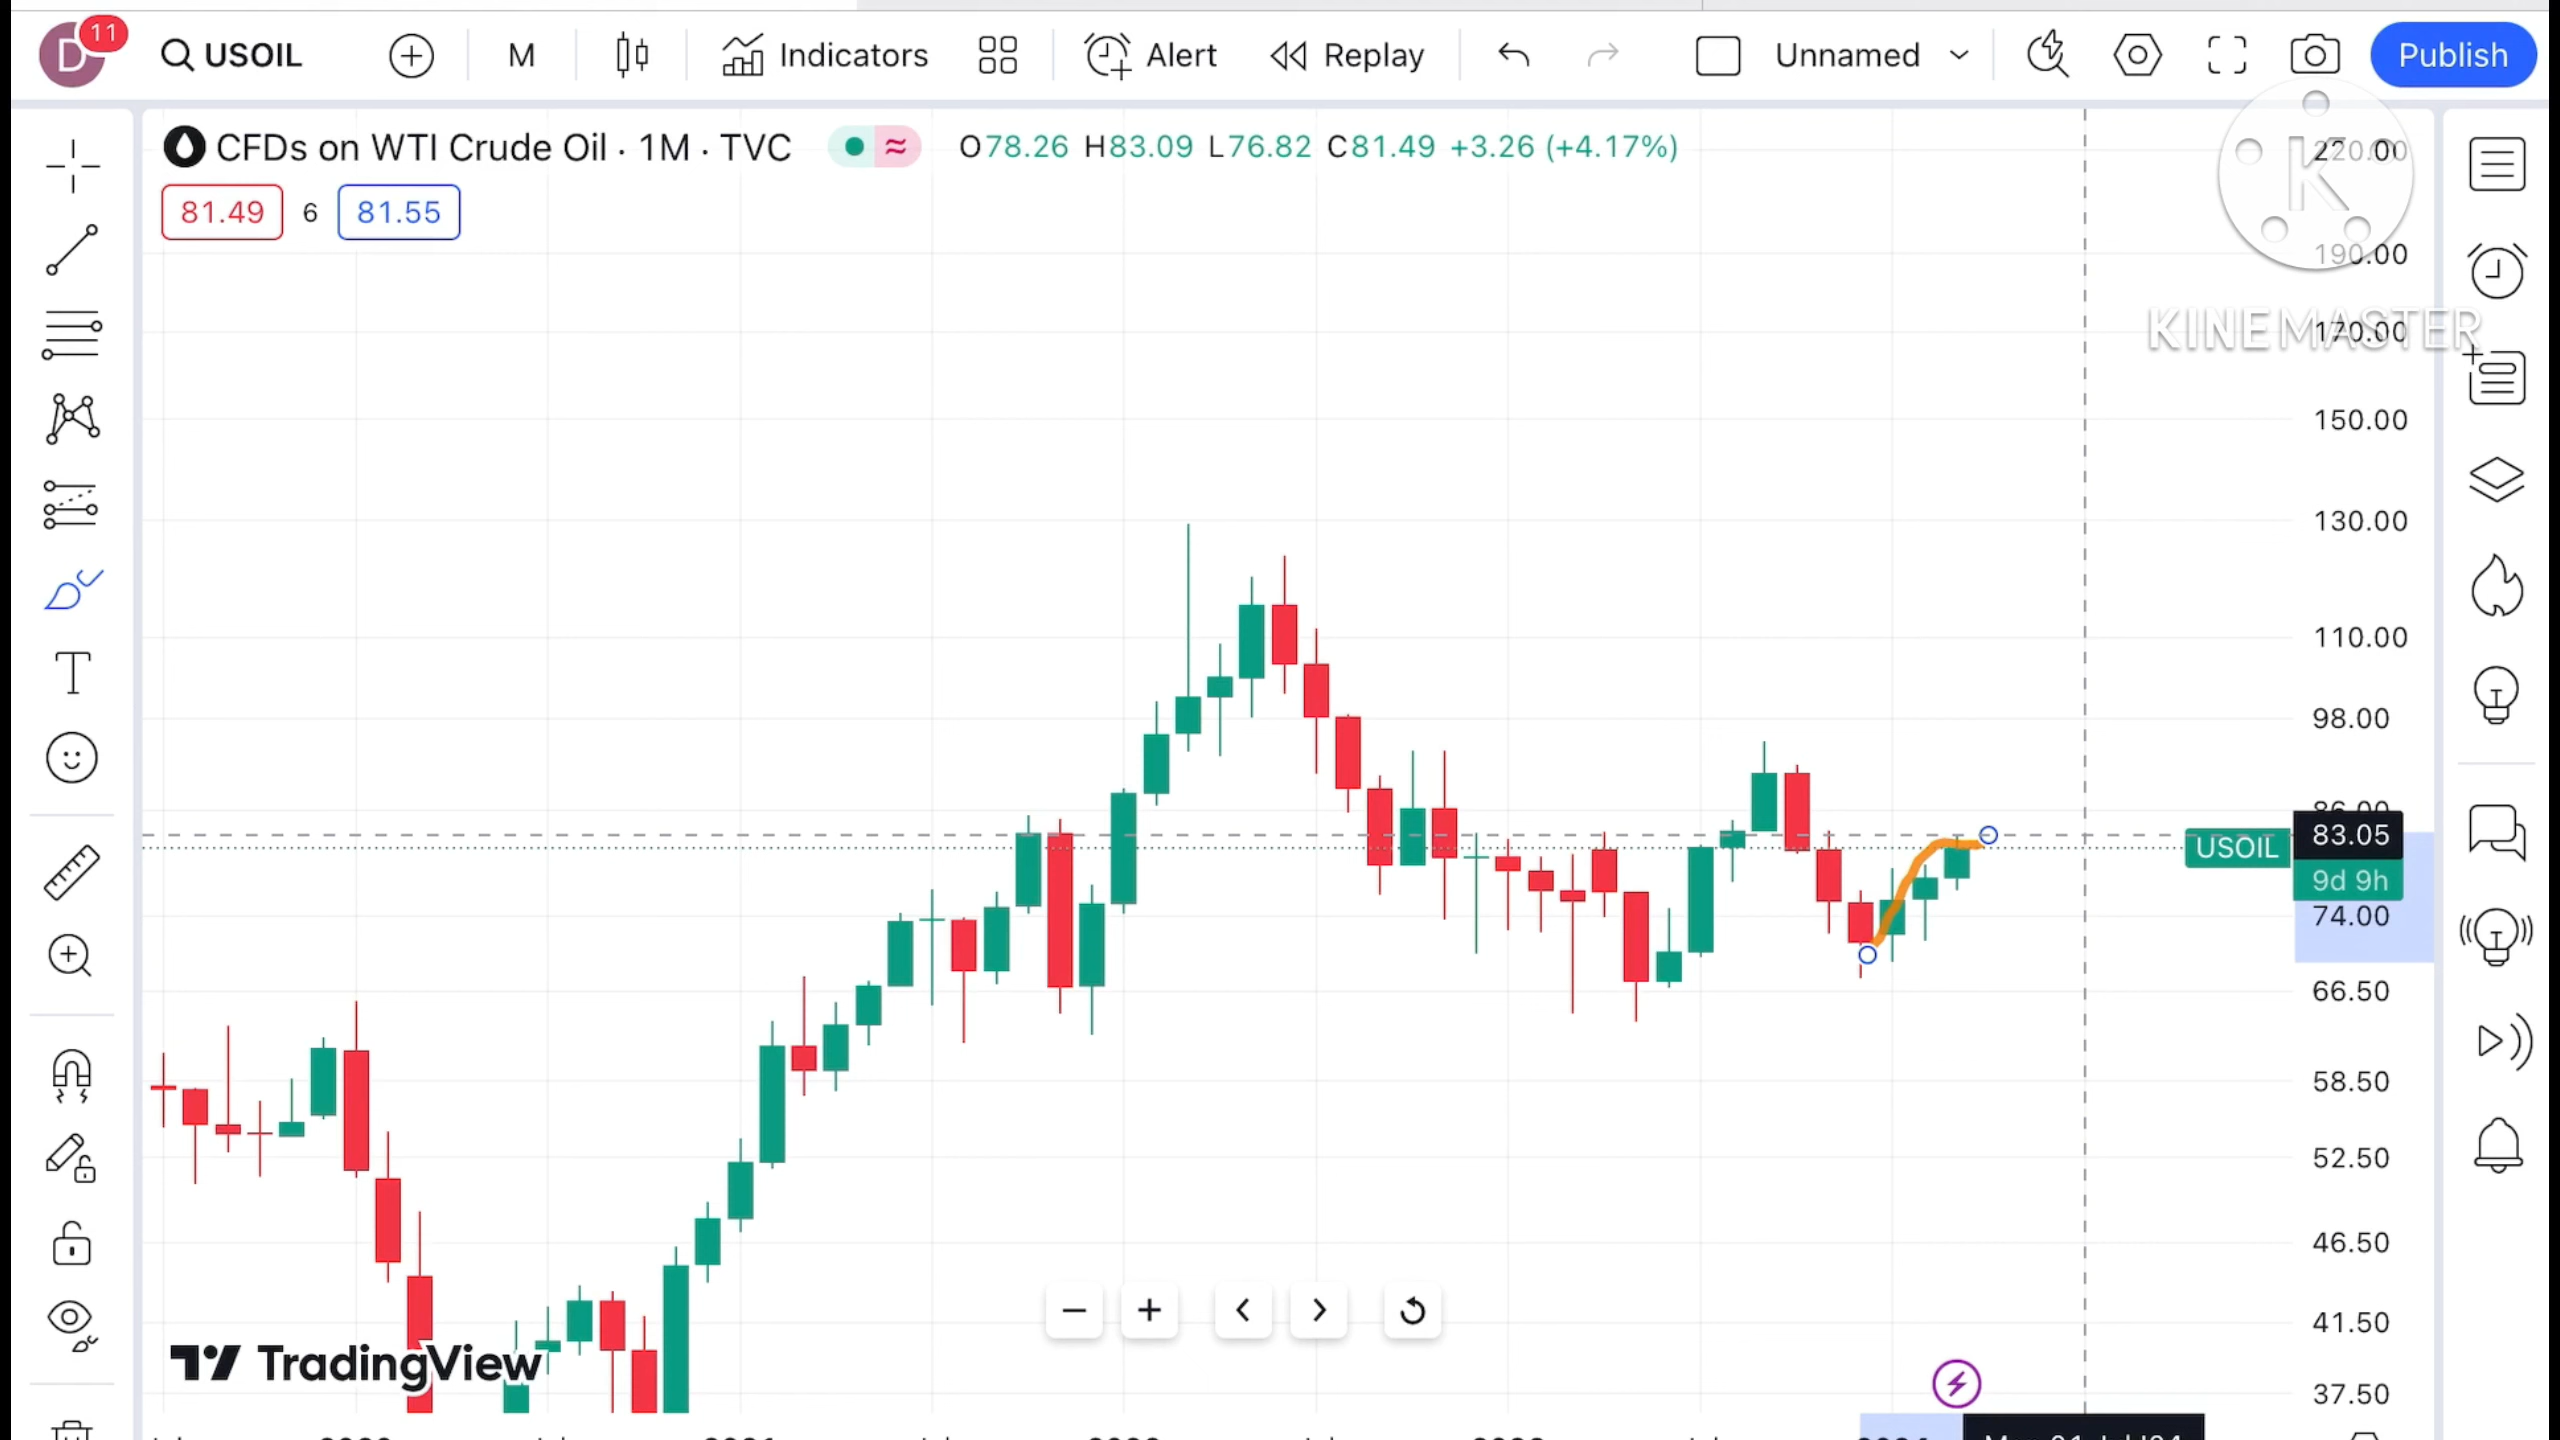 D 11 USOIL M Indicators Alert Replay Unnamed Publish
CFDs on WTI Crude Oil · 1M · TVC O78.26 H83.09 L76.82 C81.49 +3.26 (+4.17%)
81.49 6 81.55
220.00
190.00
KINEMASTER
170.00
150.00
130.00
110.00
98.00
86.00
83.05
USOIL
9d 9h
74.00
66.50
58.50
52.50
46.50
41.50
TradingView
37.50